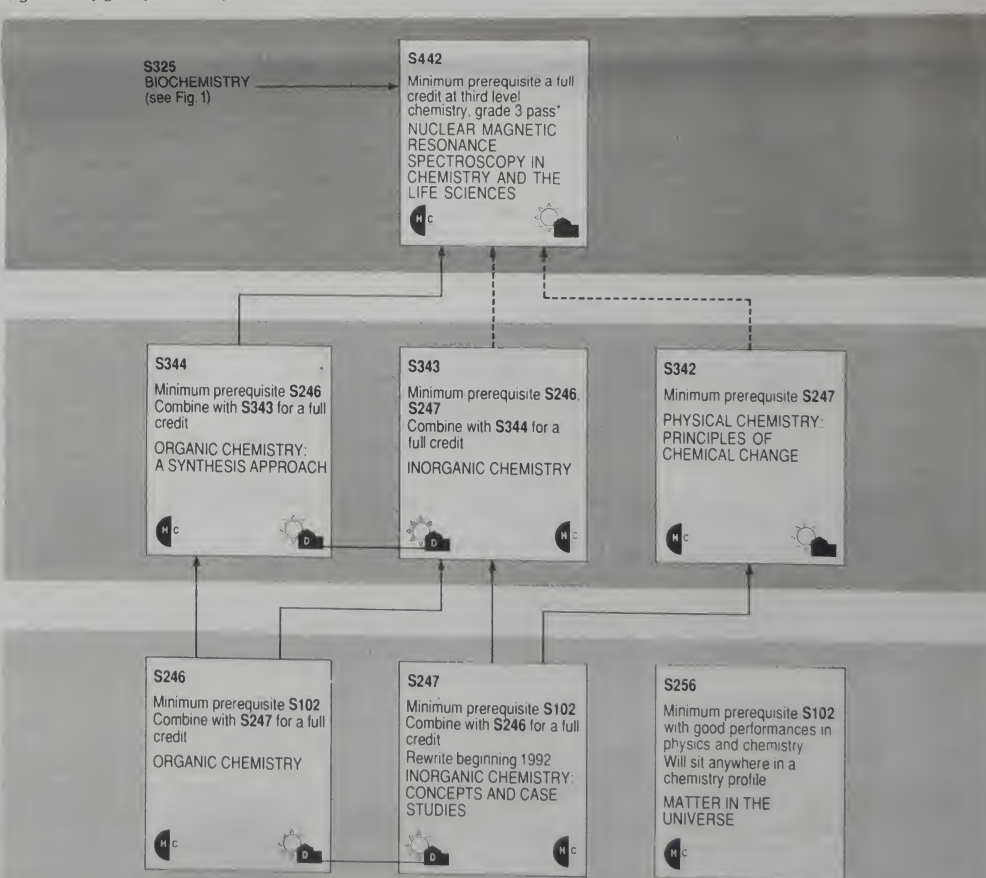 S325
BIOCHEMISTRY
(see Fig. 1)
S442
Minimum prerequisite a full
credit at third level
chemistry, grade 3 pass*
NUCLEAR MAGNETIC
RESONANCE
SPECTROSCOPY IN
CHEMISTRY AND THE
LIFE SCIENCES
H C
S344
Minimum prerequisite S246
Combine with S343 for a full
credit
ORGANIC CHEMISTRY:
A SYNTHESIS APPROACH
H C
D
S343
Minimum prerequisite S246,
S247
Combine with S344 for a
full credit
INORGANIC CHEMISTRY
D
H C
S342
Minimum prerequisite S247
PHYSICAL CHEMISTRY:
PRINCIPLES OF
CHEMICAL CHANGE
H C
S246
Minimum prerequisite S102
Combine with S247 for a full
credit
ORGANIC CHEMISTRY
H C
D
S247
Minimum prerequisite S102
Combine with S246 for a full
credit
Rewrite beginning 1992
INORGANIC CHEMISTRY:
CONCEPTS AND CASE
STUDIES
D
H C
S256
Minimum prerequisite S102
with good performances in
physics and chemistry
Will sit anywhere in a
chemistry profile
MATTER IN THE
UNIVERSE
H C